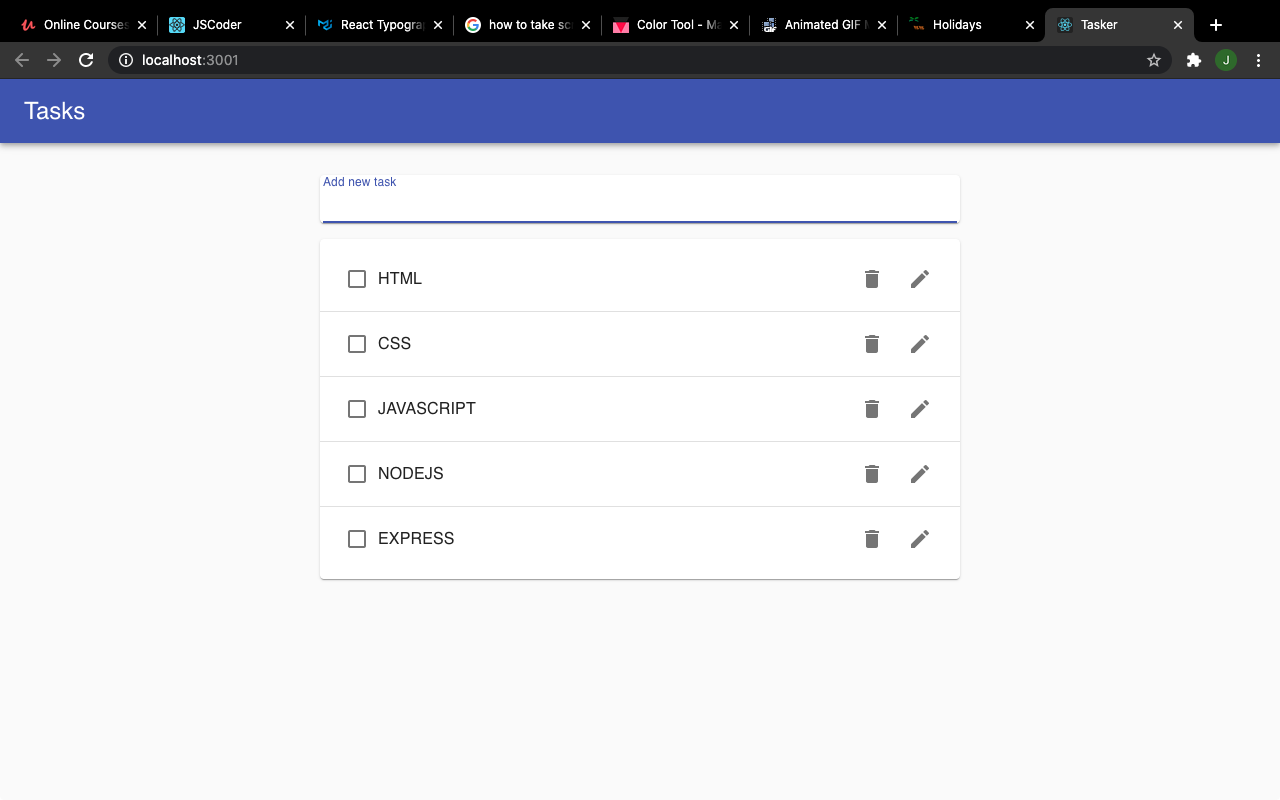 Online Courses
JSCoder
React Typogra
how to take sc
Color Tool - Ma
Animated GIF M
Holidays
Tasker
localhost:3001
J
Tasks
Add new task
HTML
CSS
JAVASCRIPT
NODEJS
EXPRESS